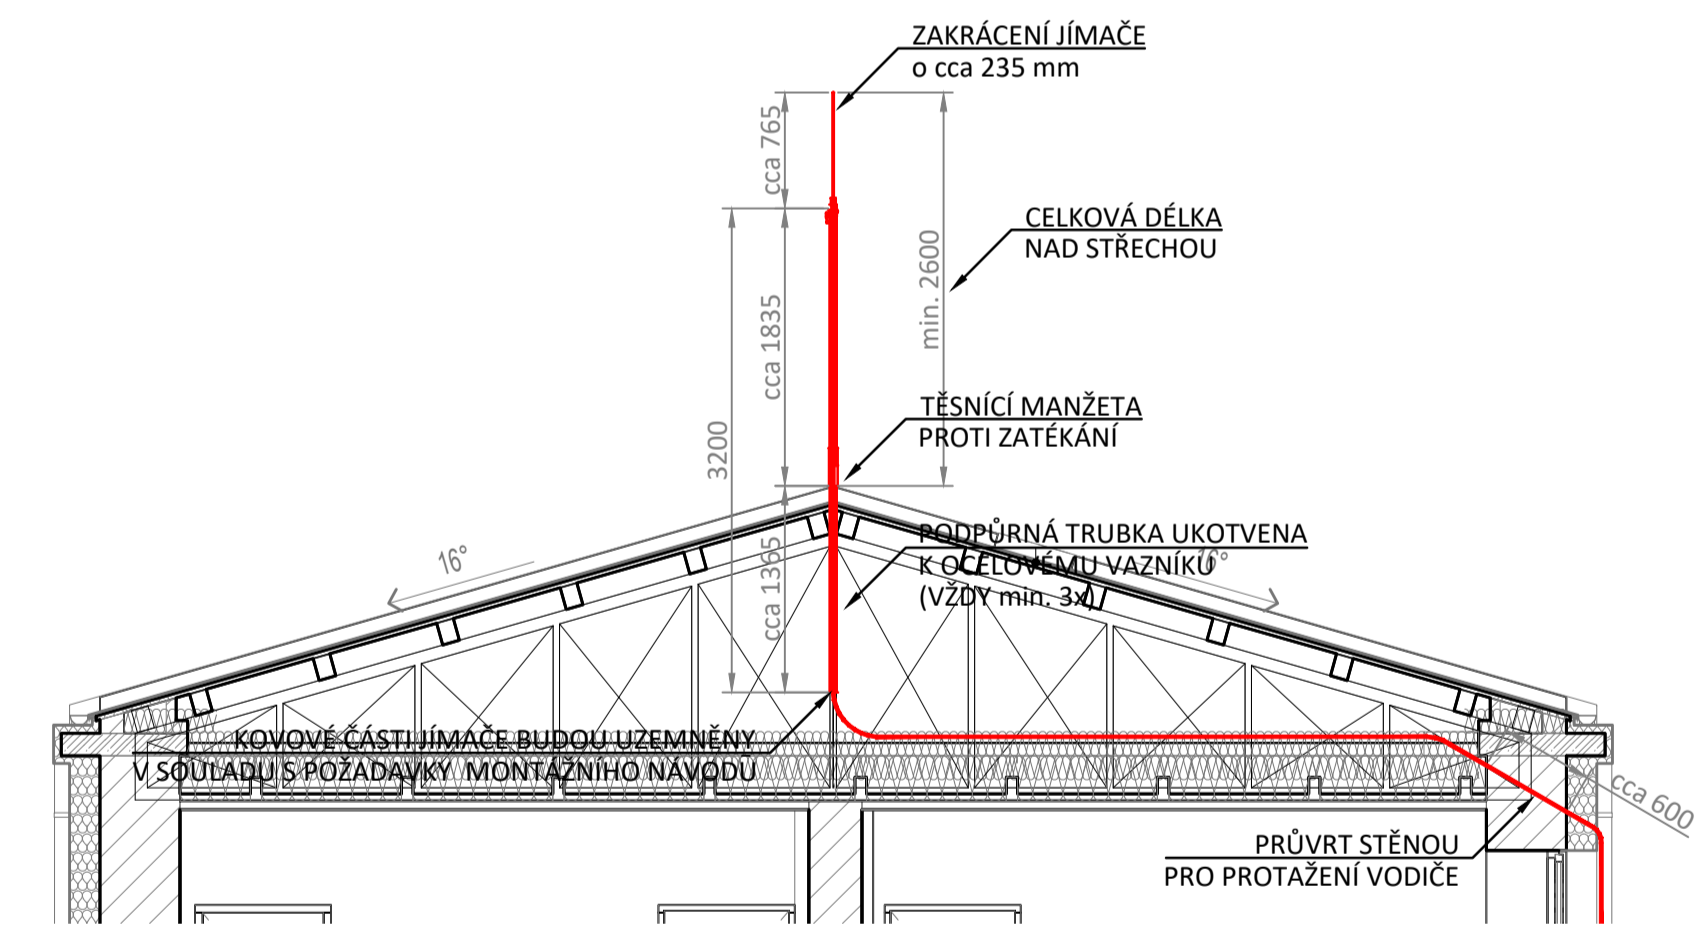 ZAKRÁCENÍ JÍMAČE
o cca 235 mm
cca 765
CELKOVÁ DÉLKA
NAD STŘECHOU
min. 2600
cca 1835
3200
TĚSNÍCÍ MANŽETA
PROTI ZATÉKÁNÍ
PODPŮRNÁ TRUBKA UKOTVENA
K OCELOVÉMU VAZNÍKU
(VŽDY min. 3x)
16°
16°
cca 1365
KOVOVÉ ČÁSTI JÍMAČE BUDOU UZEMNĚNY
V SOULADU S POŽADAVKY MONTÁŽNÍHO NÁVODU
cca 600
PRŮVRT STĚNOU
PRO PROTAŽENÍ VODIČE